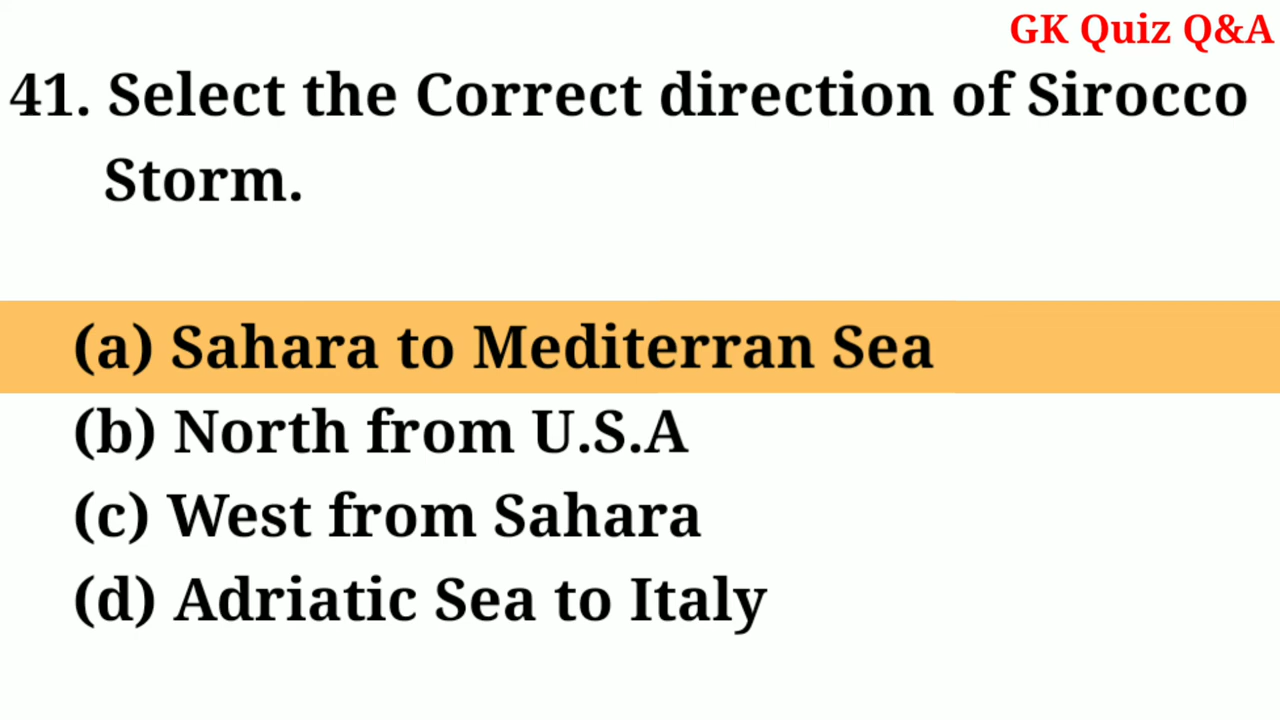 GK Quiz Q&A
41. Select the Correct direction of Sirocco
Storm.
(a) Sahara to Mediterran Sea
(b) North from U.S.A
(c) West from Sahara
(d) Adriatic Sea to Italy